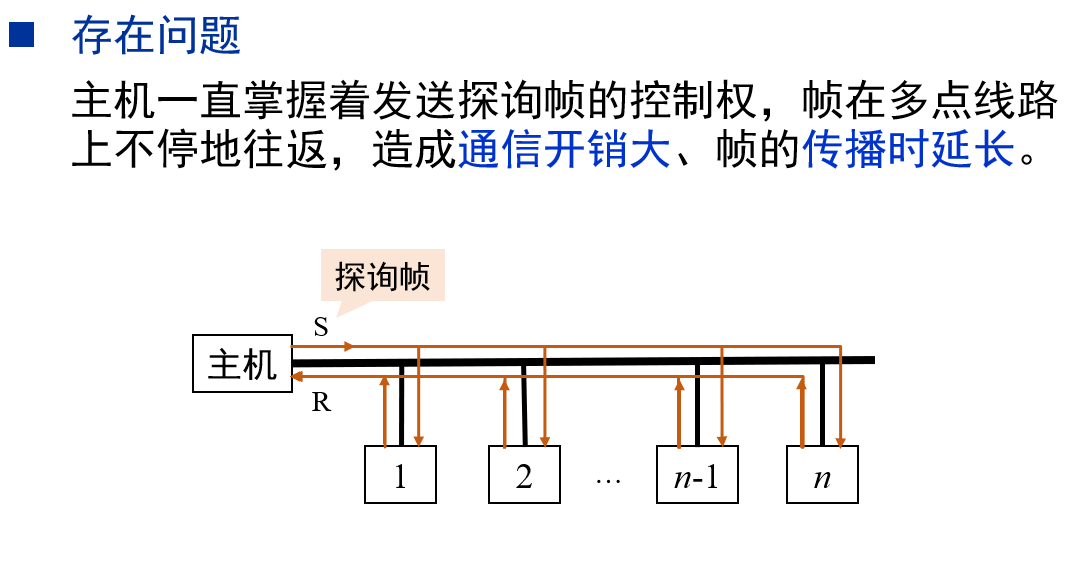 存在问题
主机一直掌握着发送探询帧的控制权，帧在多点线路
上不停地往返，造成通信开销大、帧的传播时延长。
探询帧
S
主机
R
1
2
…
n-1
n